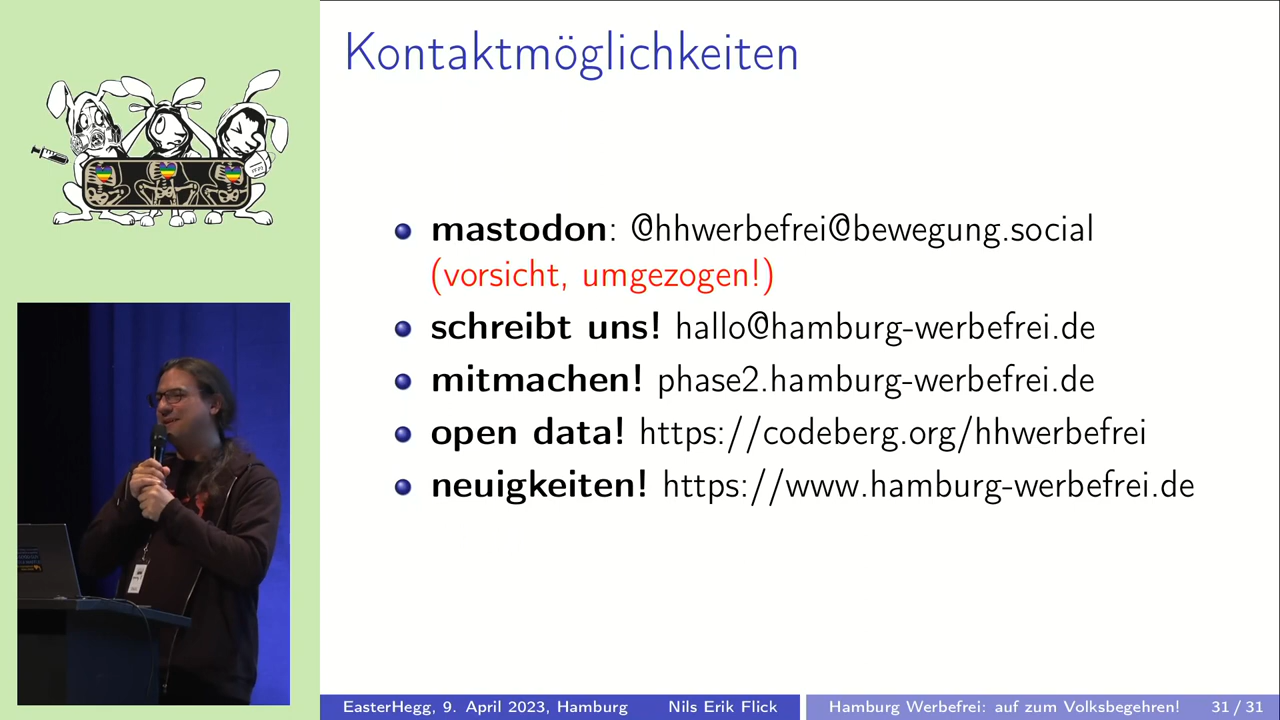 Kontaktmöglichkeiten
mastodon: @hhwerbefrei@bewegung.social
(vorsicht, umgezogen!)
schreibt uns! hallo@hamburg-werbefrei.de
mitmachen! phase2.hamburg-werbefrei.de
open data! https://codeberg.org/hhwerbefrei
neuigkeiten! https://www.hamburg-werbefrei.de
EasterHegg, 9. April 2023, Hamburg Nils Erik Flick Hamburg Werbefrei: auf zum Volksbegehren! 31 / 31